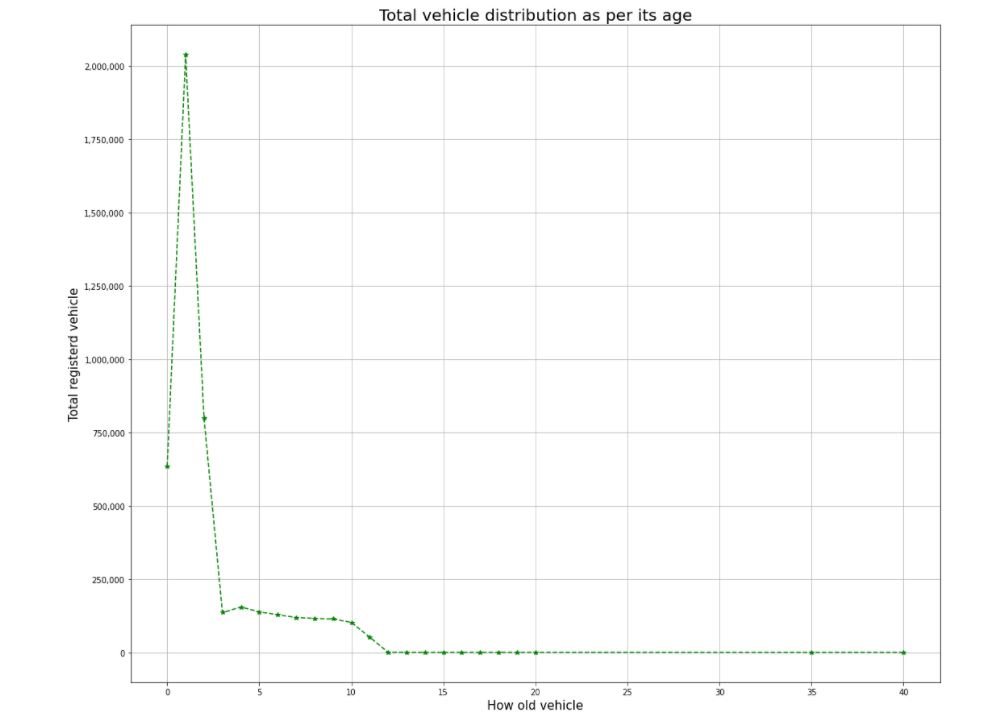 Total vehicle distribution as per its age
2,000,000
1,750,000
1,500,000
1,250,000
1,000,000
750,000
500,000
250,000
0
Total registerd vehicle
0 5 10 15 20 25 30 35 40
How old vehicle